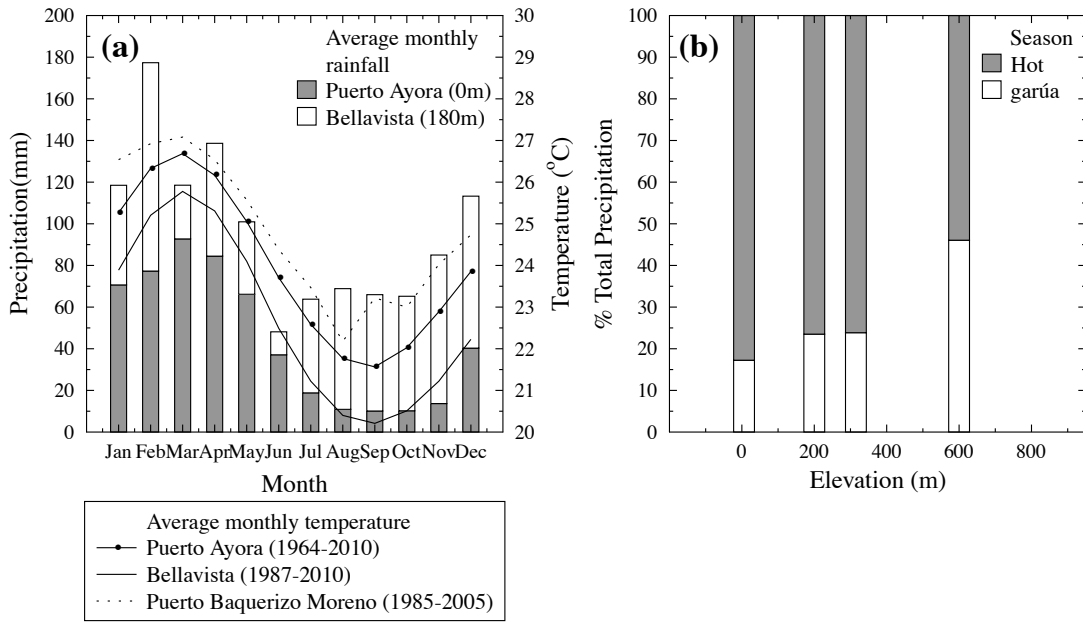 (a)
Average monthly
rainfall
Puerto Ayora (0m)
Bellavista (180m)
Precipitation(mm)
200
180
160
140
120
100
80
60
40
20
0
Temperature (°C)
30
29
28
27
26
25
24
23
22
21
20
Jan Feb Mar Apr May Jun Jul Aug Sep Oct Nov Dec
Month
Average monthly temperature
Puerto Ayora (1964-2010)
Bellavista (1987-2010)
Puerto Baquerizo Moreno (1985-2005)
(b)
Season
Hot
garúa
% Total Precipitation
100
90
80
70
60
50
40
30
20
10
0
0 200 400 600 800
Elevation (m)